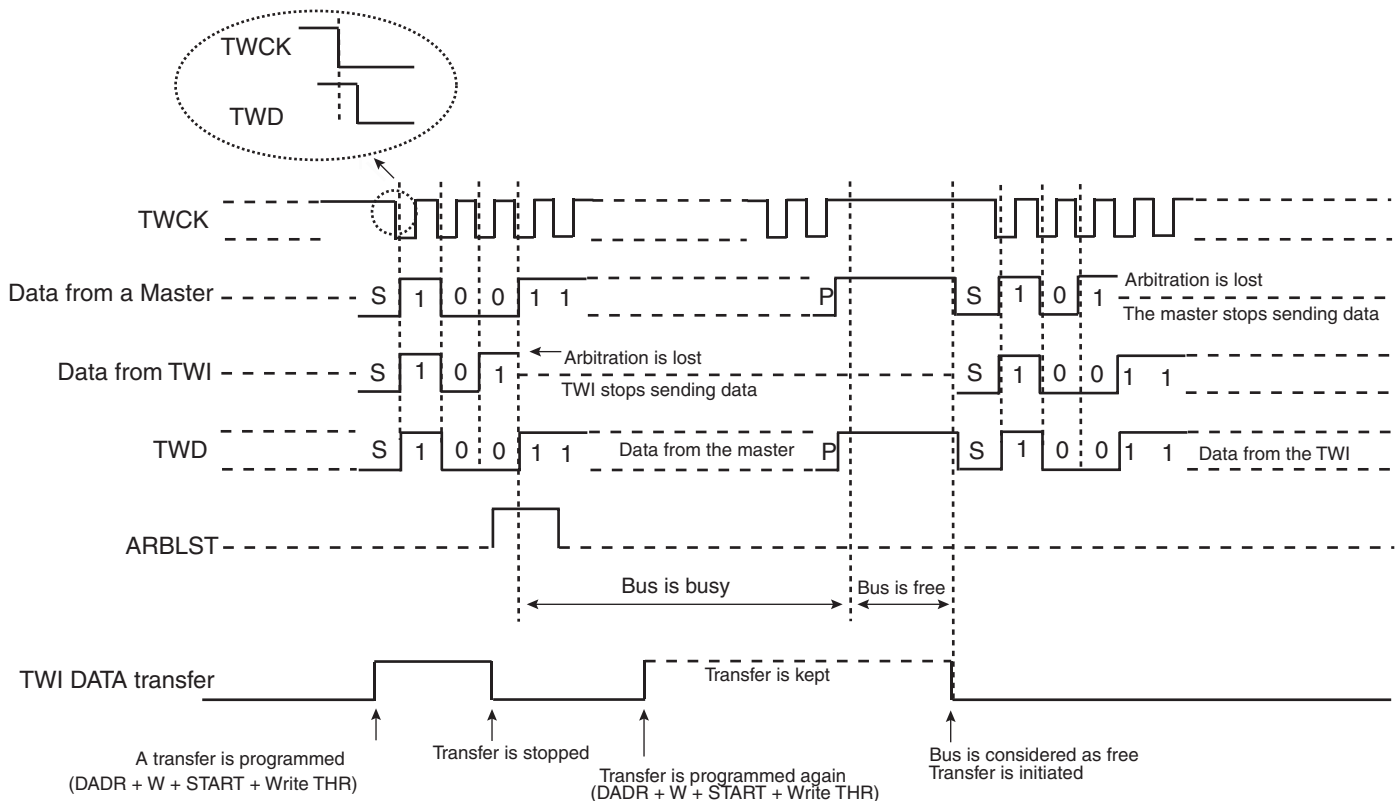 TWCK
TWD
TWCK
Data from a Master S 1 0 0 1 1 P S 1 0 1 Arbitration is lost
The master stops sending data
Data from TWI S 1 0 1 Arbitration is lost S 1 0 0 1 1
TWI stops sending data
TWD S 1 0 0 1 1 Data from the master P S 1 0 0 1 1 Data from the TWI
ARBLST
Bus is busy Bus is free
TWI DATA transfer Transfer is kept
A transfer is programmed
(DADR + W + START + Write THR)
Transfer is stopped
Transfer is programmed again
(DADR + W + START + Write THR)
Bus is considered as free
Transfer is initiated